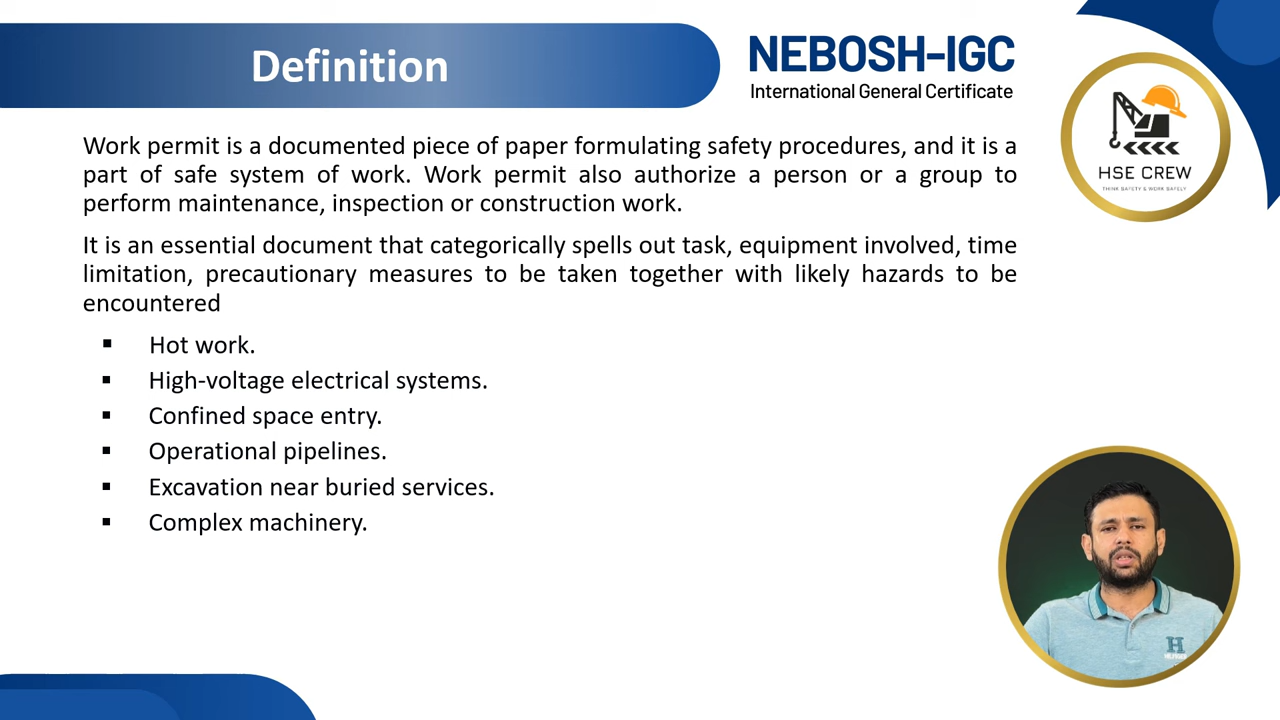 Definition
NEBOSH-IGC
International General Certificate
HSE CREW
THINK SAFETY & WORK SAFELY
Work permit is a documented piece of paper formulating safety procedures, and it is a
part of safe system of work. Work permit also authorize a person or a group to
perform maintenance, inspection or construction work.
It is an essential document that categorically spells out task, equipment involved, time
limitation, precautionary measures to be taken together with likely hazards to be
encountered
▪ Hot work.
▪ High-voltage electrical systems.
▪ Confined space entry.
▪ Operational pipelines.
▪ Excavation near buried services.
▪ Complex machinery.
H